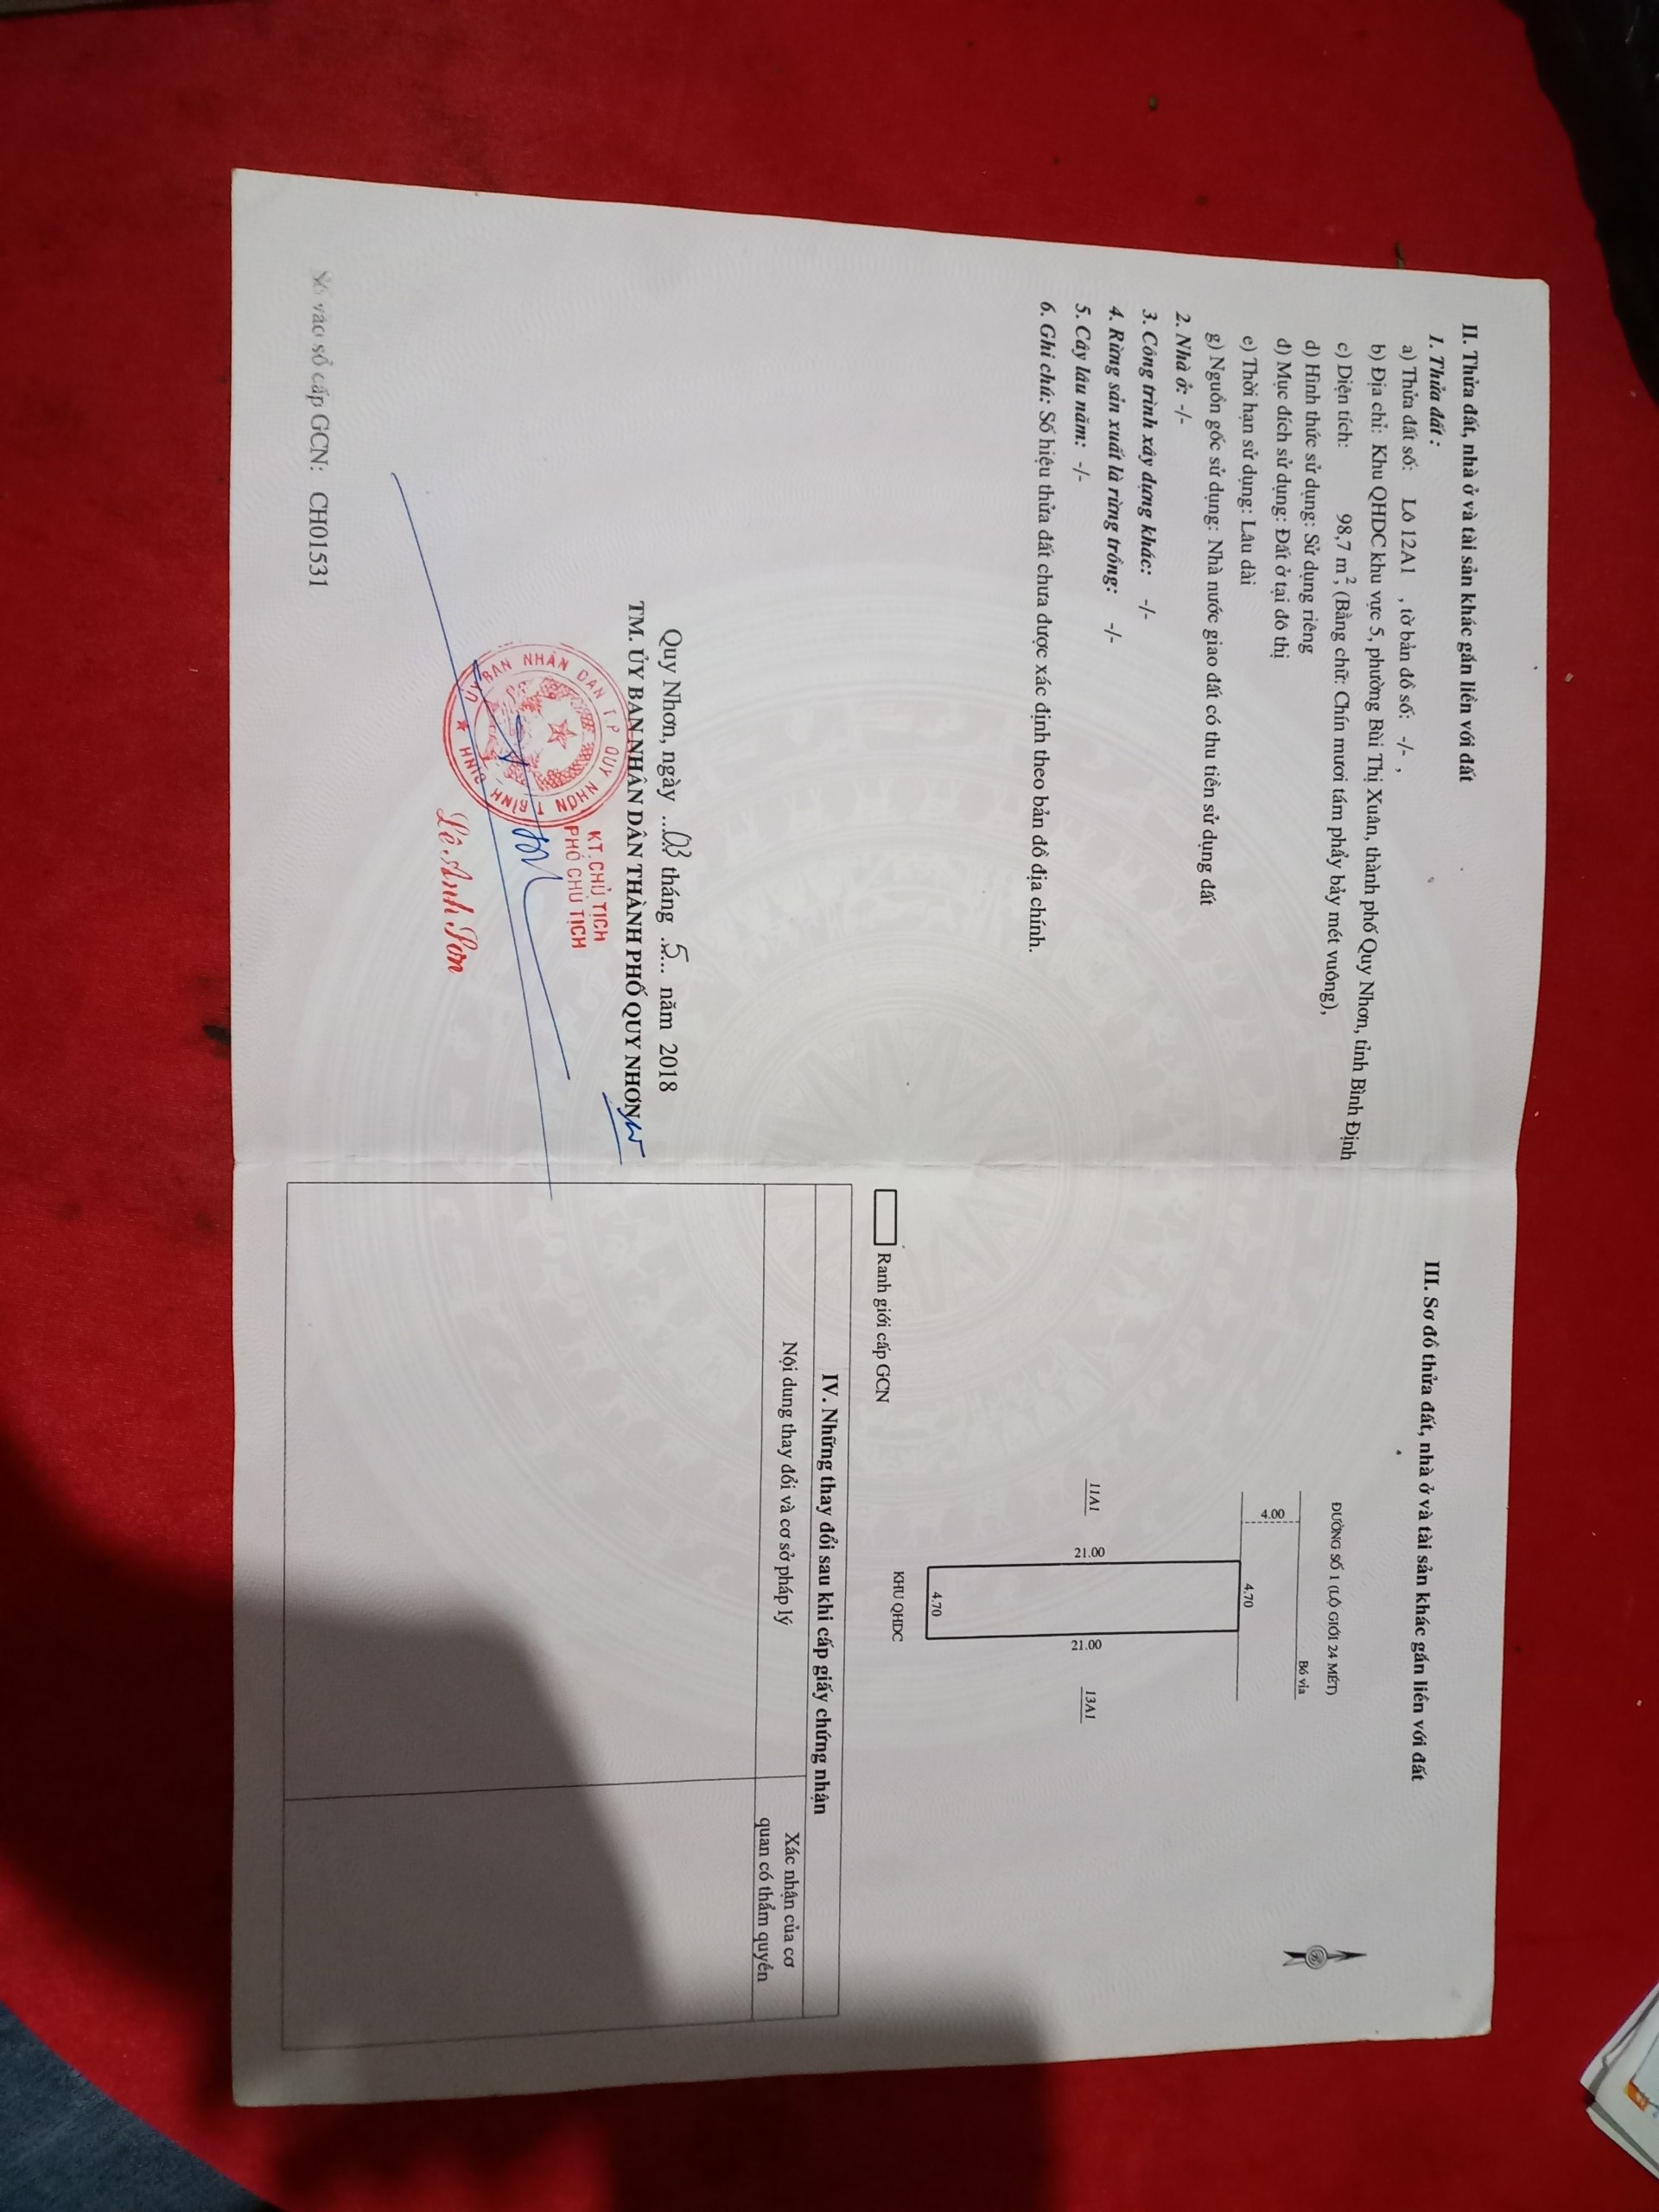 II. Thửa đất, nhà ở và tài sản khác gắn liền với đất
1. Thửa đất :
a) Thửa đất số: Lô 12A1 , tờ bản đồ số: -/- ,
b) Địa chỉ: Khu QHDC khu vực 5, phường Bùi Thị Xuân, thành phố Quy Nhơn, tỉnh Bình Định
c) Diện tích: 98,7 m², (Bằng chữ: Chín mươi tám phẩy bảy mét vuông),
d) Hình thức sử dụng: Sử dụng riêng
đ) Mục đích sử dụng: Đất ở tại đô thị
e) Thời hạn sử dụng: Lâu dài
g) Nguồn gốc sử dụng: Nhà nước giao đất có thu tiền sử dụng đất
2. Nhà ở: -/-
3. Công trình xây dựng khác: -/-
4. Rừng sản xuất là rừng trồng: -/-
5. Cây lâu năm: -/-
6. Ghi chú: Số hiệu thửa đất chưa được xác định theo bản đồ địa chính.
Quy Nhơn, ngày ...03 tháng ..5... năm 2018
TM. ỦY BAN NHÂN DÂN THÀNH PHỐ QUY NHƠN
KT. CHỦ TỊCH
PHÓ CHỦ TỊCH
ỦY BAN NHÂN DÂN T.P QUY NHƠN T. BÌNH ĐỊNH
Lê Anh Sơn
Số vào sổ cấp GCN: CH01531
III. Sơ đồ thửa đất, nhà ở và tài sản khác gắn liền với đất
ĐƯỜNG SỐ 1 (LỘ GIỚI 24 MÉT)
Bó vỉa
4.00
4.70
11A1
21.00
21.00
13A1
4.70
KHU QHDC
Ranh giới cấp GCN
IV. Những thay đổi sau khi cấp giấy chứng nhận
Nội dung thay đổi và cơ sở pháp lý
Xác nhận của cơ
quan có thẩm quyền